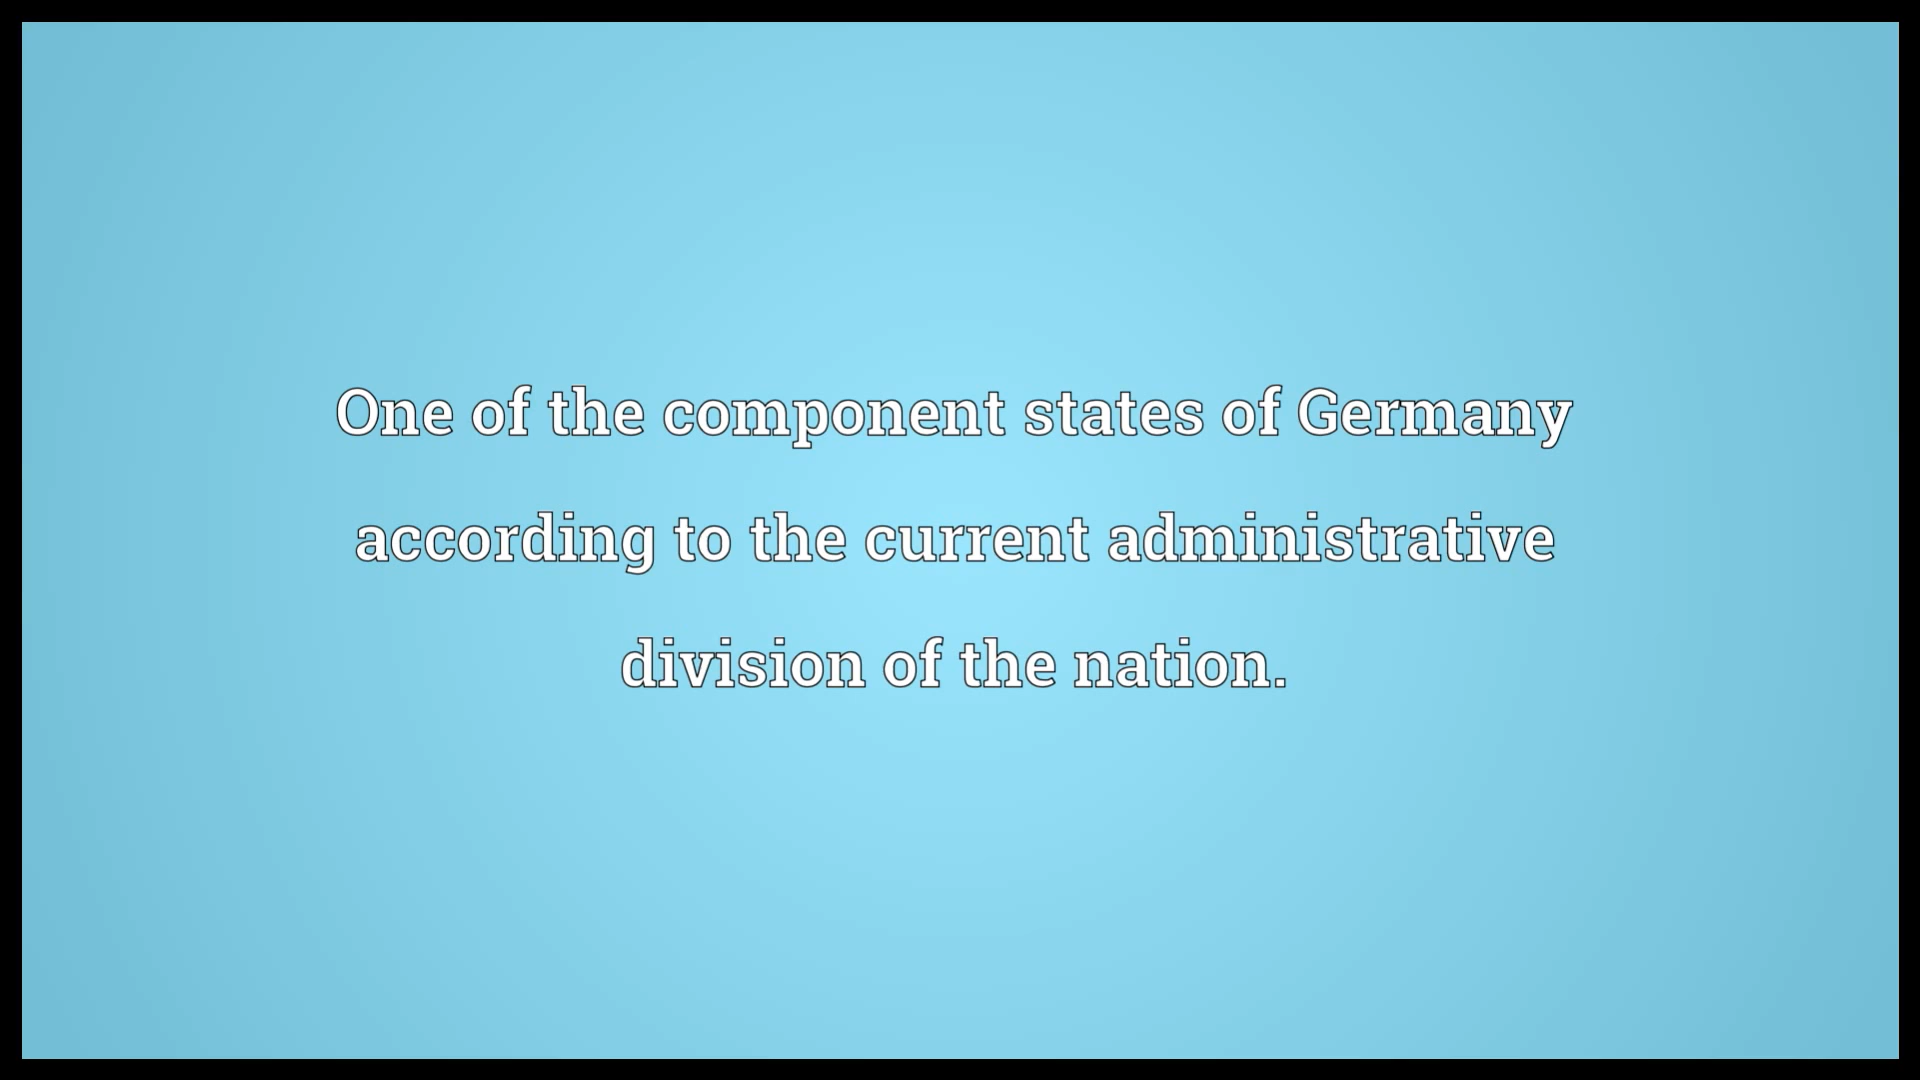 One of the component states of Germany
according to the current administrative
division of the nation.